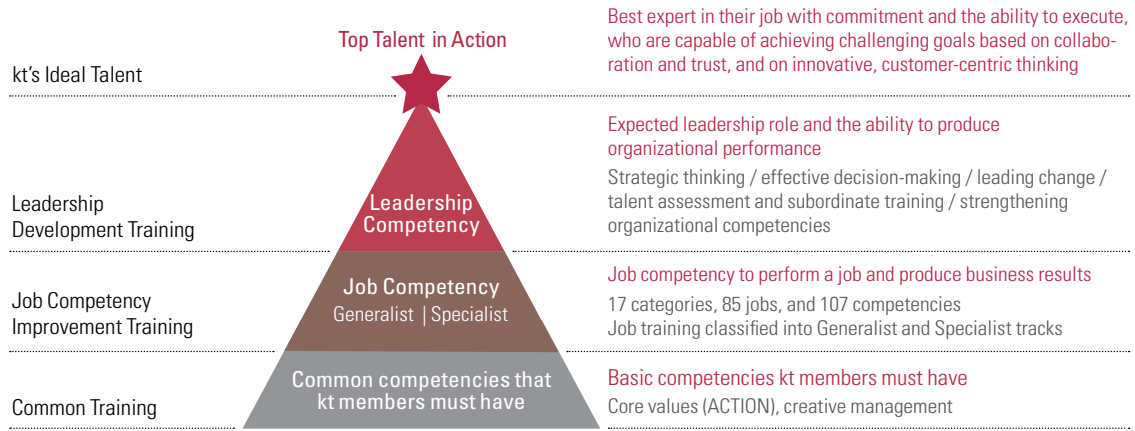 Top Talent in Action
kt's Ideal Talent
Best expert in their job with commitment and the ability to execute,
who are capable of achieving challenging goals based on collabo-
ration and trust, and on innovative, customer-centric thinking
Leadership
Development Training
Leadership
Competency
Expected leadership role and the ability to produce
organizational performance
Strategic thinking / effective decision-making / leading change /
talent assessment and subordinate training / strengthening
organizational competencies
Job Competency
Improvement Training
Job Competency
Generalist | Specialist
Job competency to perform a job and produce business results
17 categories, 85 jobs, and 107 competencies
Job training classified into Generalist and Specialist tracks
Common Training
Common competencies that
kt members must have
Basic competencies kt members must have
Core values (ACTION), creative management